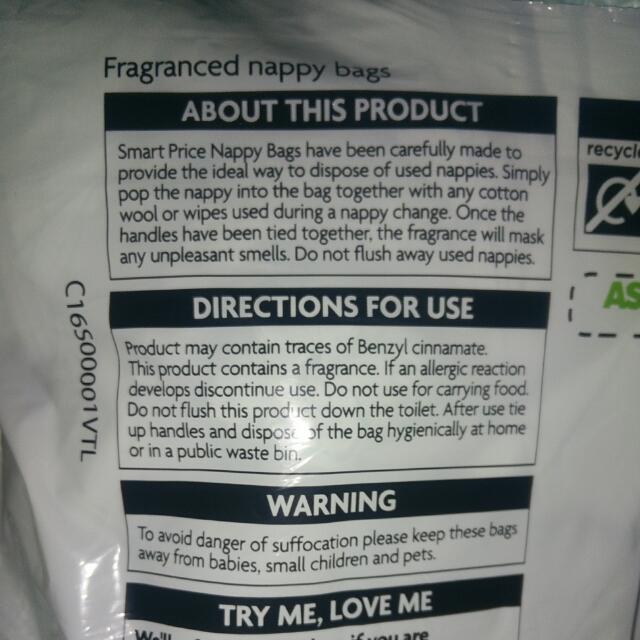 Fragranced nappy bags
ABOUT THIS PRODUCT
Smart Price Nappy Bags have been carefully made to
provide the ideal way to dispose of used nappies. Simply
pop the nappy into the bag together with any cotton
wool or wipes used during a nappy change. Once the
handles have been tied together, the fragrance will mask
any unpleasant smells. Do not flush away used nappies.
DIRECTIONS FOR USE
Product may contain traces of Benzyl cinnamate.
This product contains a fragrance. If an allergic reaction
develops discontinue use. Do not use for carrying food.
Do not flush this product down the toilet. After use tie
up handles and dispose of the bag hygienically at home
or in a public waste bin.
WARNING
To avoid danger of suffocation please keep these bags
away from babies, small children and pets.
TRY ME, LOVE ME
We'll if you are
C16500001VTL
recycle
AS